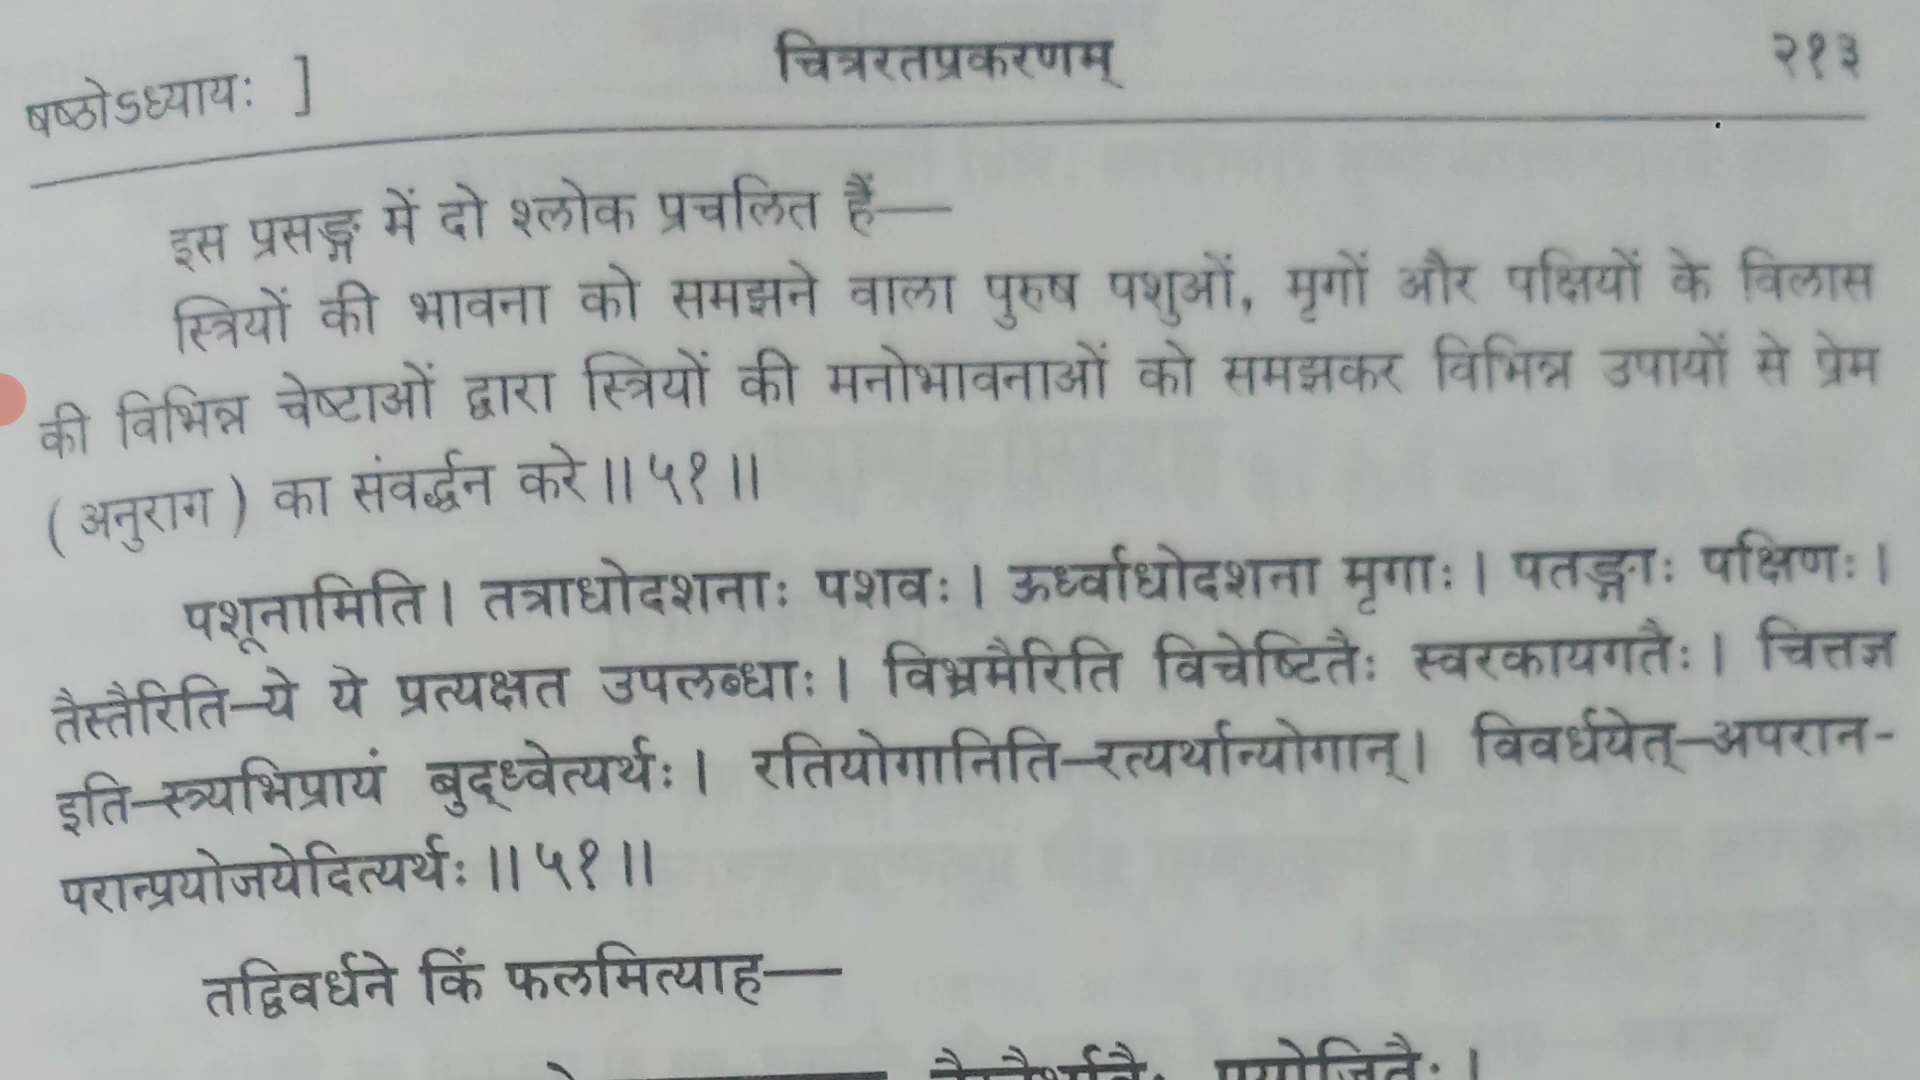 षष्ठोऽध्यायः ] चित्ररतप्रकरणम् २१३
इस प्रसङ्ग में दो श्लोक प्रचलित हैं—
स्त्रियों की भावना को समझने वाला पुरुष पशुओं, मृगों और पक्षियों के विलास
की विभिन्न चेष्टाओं द्वारा स्त्रियों की मनोभावनाओं को समझकर विभिन्न उपायों से प्रेम
( अनुराग ) का संवर्द्धन करे॥५१॥
पशूनामिति। तत्राधोदशनाः पशवः। ऊर्ध्वाधोदशना मृगाः। पतङ्गाः पक्षिणः।
तैस्तैरिति—ये ये प्रत्यक्षत उपलब्धाः। विभ्रमैरिति विचेष्टितैः स्वरकायगतैः। चित्तज्ञ
इति—स्त्र्यभिप्रायं बुद्ध्वेत्यर्थः। रतियोगानिति—रत्यर्थान्योगान्। विवर्धयेत्—अपरान-
परान्प्रयोजयेदित्यर्थः॥५१॥
तद्विवर्धने किं फलमित्याह—